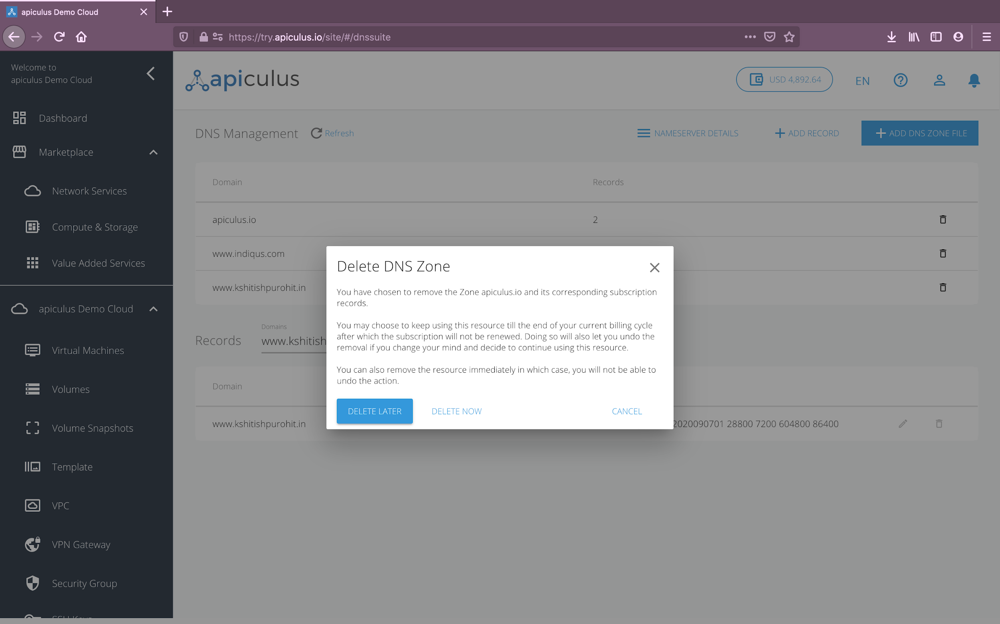 apiculus Demo Cloud
https://try.apiculus.io/site/#/dnssuite
Welcome to
apiculus Demo Cloud
Dashboard
Marketplace
Network Services
Compute & Storage
Value Added Services
apiculus Demo Cloud
Virtual Machines
Volumes
Volume Snapshots
Template
VPC
VPN Gateway
Security Group
SSH Keys
apiculus
USD 4,892.64
EN
DNS Management
Refresh
NAMESERVER DETAILS
ADD RECORD
ADD DNS ZONE FILE
Domain
Records
apiculus.io
2
www.indiqus.com
www.kshitishpurohit.in
Records
Domains
www.kshitish
Domain
www.kshitishpurohit.in
2020090701 28800 7200 604800 86400
Delete DNS Zone
You have chosen to remove the Zone apiculus.io and its corresponding subscription
records.
You may choose to keep using this resource till the end of your current billing cycle
after which the subscription will not be renewed. Doing so will also let you undo the
removal if you change your mind and decide to continue using this resource.
You can also remove the resource immediately in which case, you will not be able to
undo the action.
DELETE LATER
DELETE NOW
CANCEL